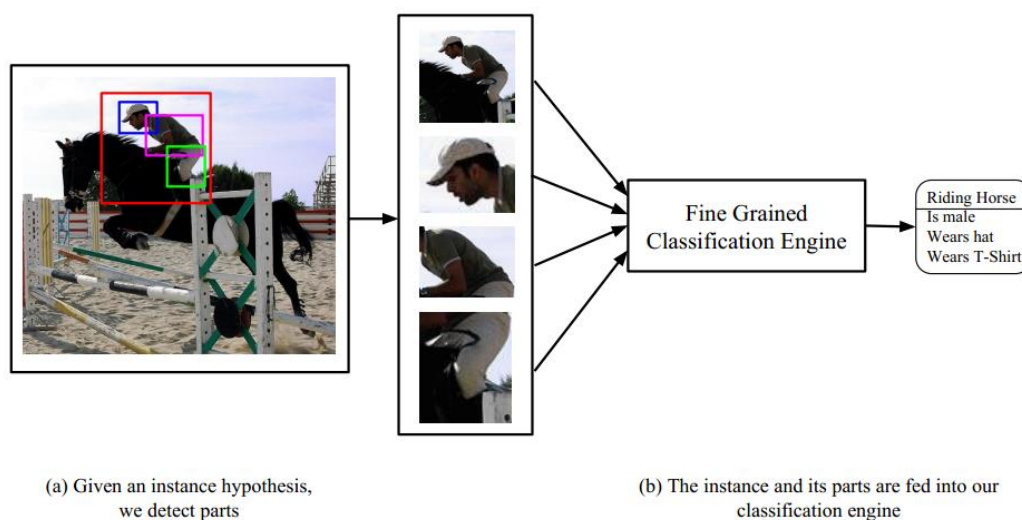 Fine Grained
Classification Engine
Riding Horse
Is male
Wears hat
Wears T-Shirt
(a) Given an instance hypothesis,
we detect parts
(b) The instance and its parts are fed into our
classification engine